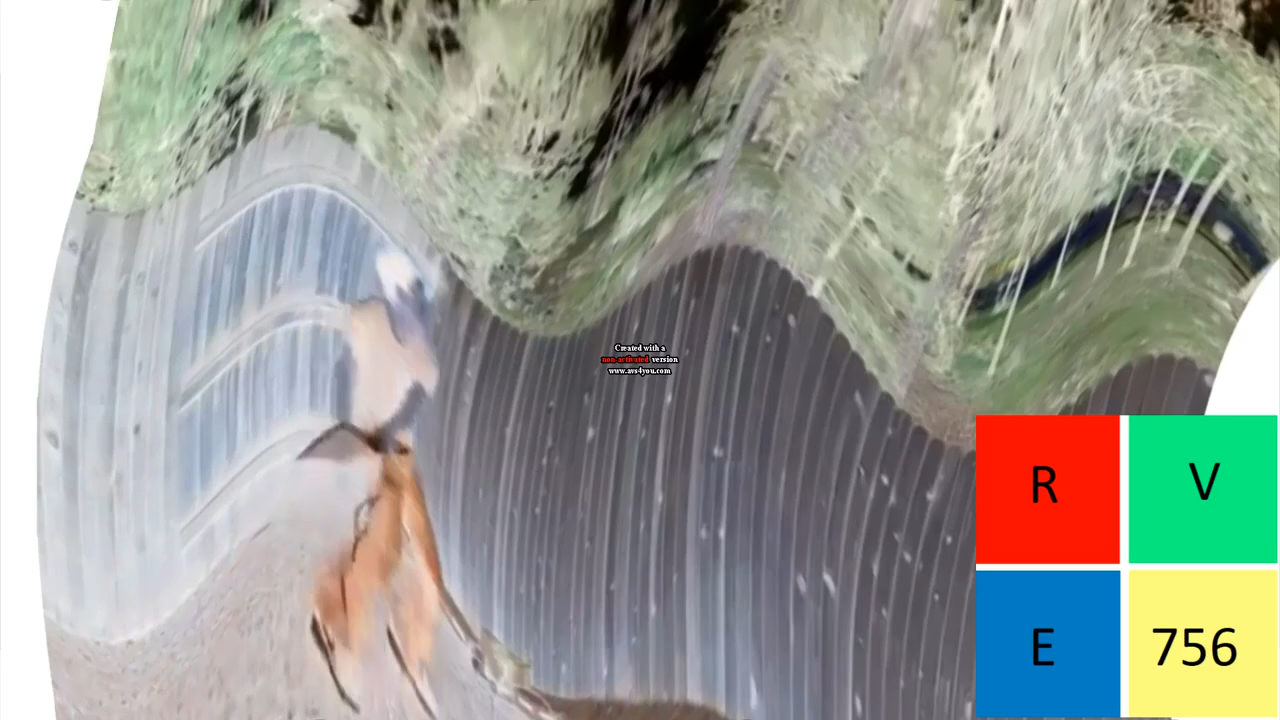 Created with a
non-activated version
www.avs4you.com
R V
E 756